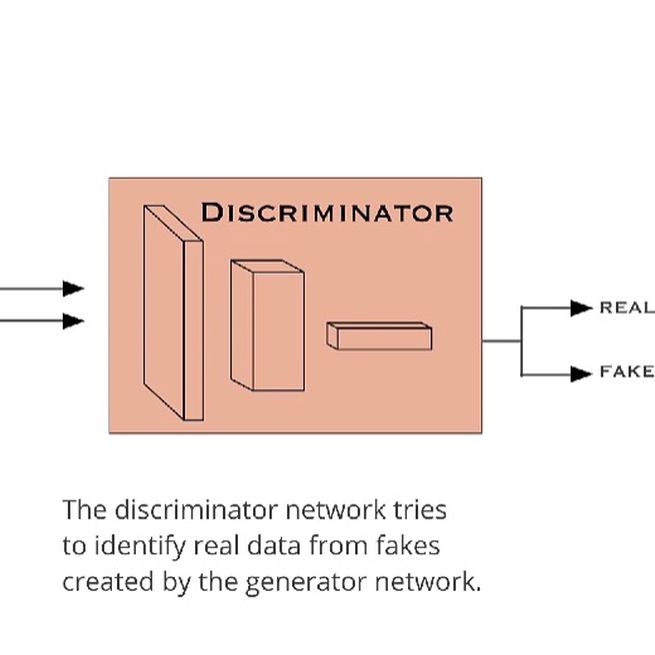 DISCRIMINATOR
REAL
FAKE
The discriminator network tries
to identify real data from fakes
created by the generator network.